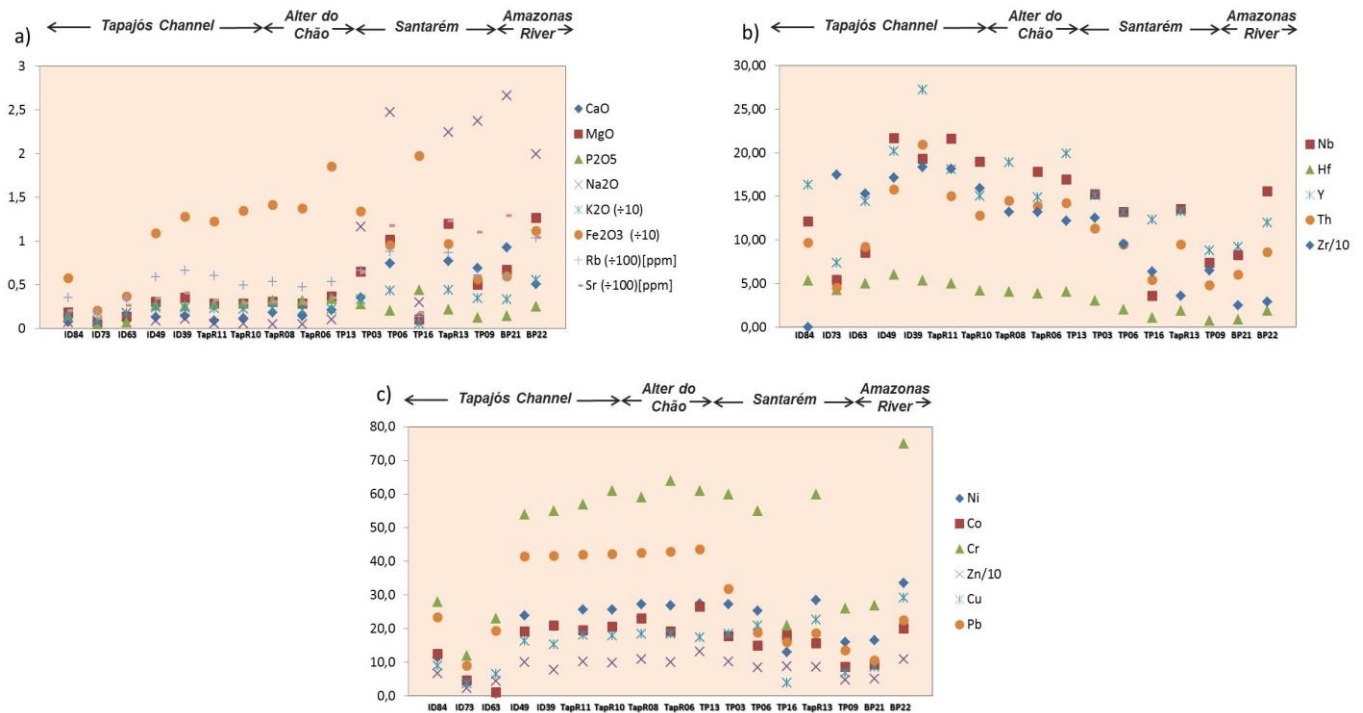 a)
Tapajós Channel
Alter do
Chão
Santarém
Amazonas
River
3
2,5
2
1,5
1
0,5
0
ID84 ID73 ID63 ID49 ID39 TapR11 TapR10 TapR08 TapR06 TP13 TP03 TP06 TP16 TapR13 TP09 BP21 BP22
CaO
MgO
P2O5
Na2O
K2O (÷10)
Fe2O3 (÷10)
Rb (÷100)[ppm]
Sr (÷100)[ppm]
b)
Tapajós Channel
Alter do
Chão
Santarém
Amazonas
River
30,00
25,00
20,00
15,00
10,00
5,00
0,00
ID84 ID73 ID63 ID49 ID39 TapR11 TapR10 TapR08 TapR06 TP13 TP03 TP06 TP16 TapR13 TP09 BP21 BP22
Nb
Hf
Y
Th
Zr/10
c)
Tapajós Channel
Alter do
Chão
Santarém
Amazonas
River
80,0
70,0
60,0
50,0
40,0
30,0
20,0
10,0
0,0
ID84 ID73 ID63 ID49 ID39 TapR11 TapR10 TapR08 TapR06 TP13 TP03 TP06 TP16 TapR13 TP09 BP21 BP22
Ni
Co
Cr
Zn/10
Cu
Pb